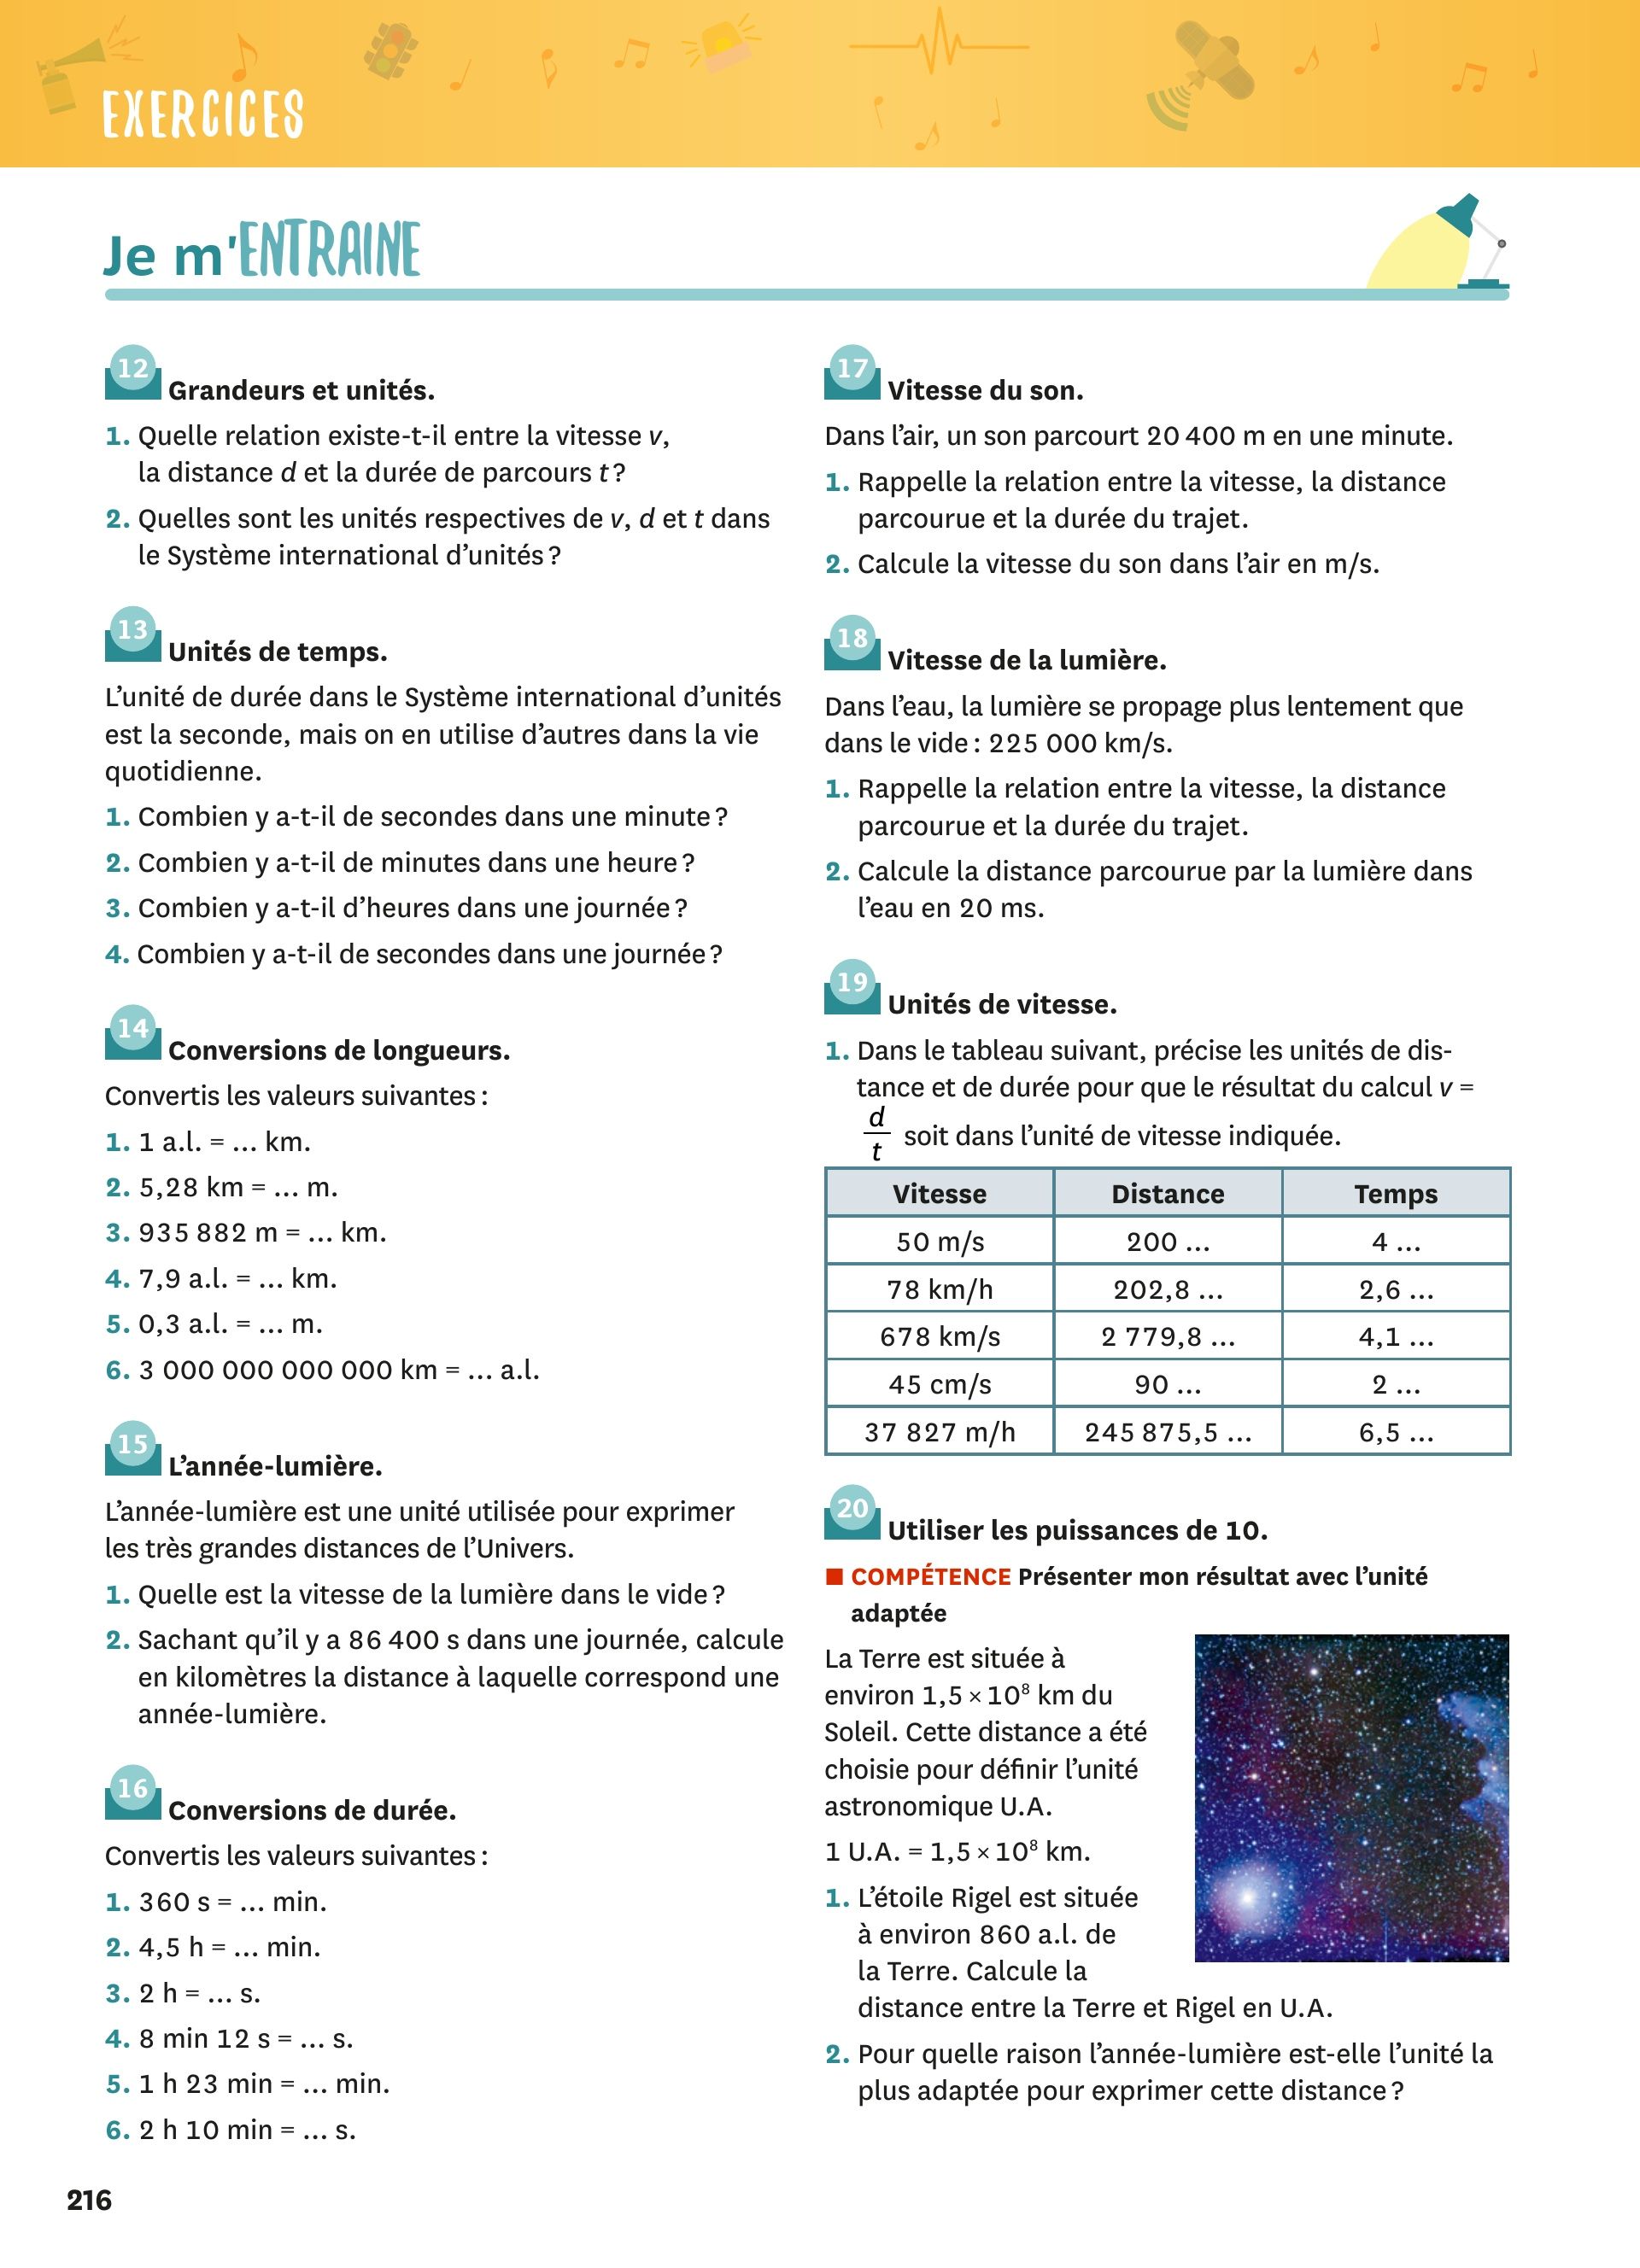 EXERCICES
Je m'ENTRAINE
12 Grandeurs et unités.
1. Quelle relation existe-t-il entre la vitesse v,
la distance d et la durée de parcours t ?
2. Quelles sont les unités respectives de v, d et t dans
le Système international d’unités ?
13 Unités de temps.
L’unité de durée dans le Système international d’unités
est la seconde, mais on en utilise d’autres dans la vie
quotidienne.
1. Combien y a-t-il de secondes dans une minute ?
2. Combien y a-t-il de minutes dans une heure ?
3. Combien y a-t-il d’heures dans une journée ?
4. Combien y a-t-il de secondes dans une journée ?
14 Conversions de longueurs.
Convertis les valeurs suivantes :
1. 1 a.l. = ... km.
2. 5,28 km = ... m.
3. 935 882 m = ... km.
4. 7,9 a.l. = ... km.
5. 0,3 a.l. = ... m.
6. 3 000 000 000 000 km = ... a.l.
15 L’année-lumière.
L’année-lumière est une unité utilisée pour exprimer
les très grandes distances de l’Univers.
1. Quelle est la vitesse de la lumière dans le vide ?
2. Sachant qu’il y a 86 400 s dans une journée, calcule
en kilomètres la distance à laquelle correspond une
année-lumière.
16 Conversions de durée.
Convertis les valeurs suivantes :
1. 360 s = ... min.
2. 4,5 h = ... min.
3. 2 h = ... s.
4. 8 min 12 s = ... s.
5. 1 h 23 min = ... min.
6. 2 h 10 min = ... s.
17 Vitesse du son.
Dans l’air, un son parcourt 20 400 m en une minute.
1. Rappelle la relation entre la vitesse, la distance
parcourue et la durée du trajet.
2. Calcule la vitesse du son dans l’air en m/s.
18 Vitesse de la lumière.
Dans l’eau, la lumière se propage plus lentement que
dans le vide : 225 000 km/s.
1. Rappelle la relation entre la vitesse, la distance
parcourue et la durée du trajet.
2. Calcule la distance parcourue par la lumière dans
l’eau en 20 ms.
19 Unités de vitesse.
1. Dans le tableau suivant, précise les unités de dis-
tance et de durée pour que le résultat du calcul v =
d/t soit dans l’unité de vitesse indiquée.
Vitesse Distance Temps
50 m/s 200 ... 4 ...
78 km/h 202,8 ... 2,6 ...
678 km/s 2 779,8 ... 4,1 ...
45 cm/s 90 ... 2 ...
37 827 m/h 245 875,5 ... 6,5 ...
20 Utiliser les puissances de 10.
■ COMPÉTENCE Présenter mon résultat avec l’unité
adaptée
La Terre est située à
environ 1,5 × 10⁸ km du
Soleil. Cette distance a été
choisie pour définir l’unité
astronomique U.A.
1 U.A. = 1,5 × 10⁸ km.
1. L’étoile Rigel est située
à environ 860 a.l. de
la Terre. Calcule la
distance entre la Terre et Rigel en U.A.
2. Pour quelle raison l’année-lumière est-elle l’unité la
plus adaptée pour exprimer cette distance ?
216